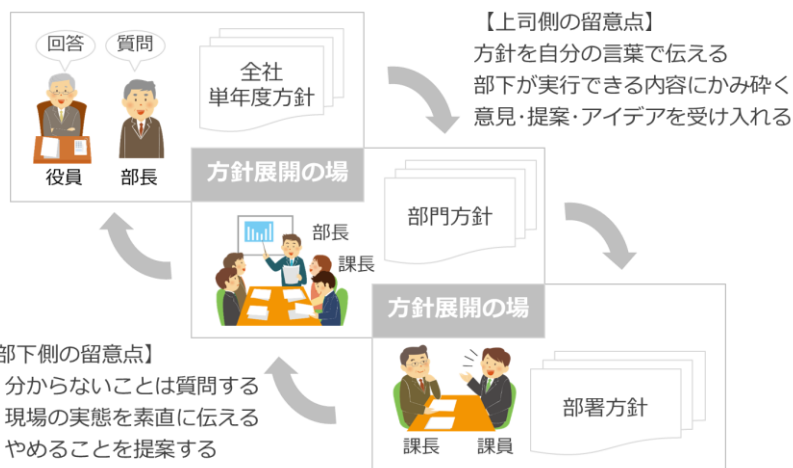 回答
質問
全社
単年度方針
役員
部長
【上司側の留意点】
方針を自分の言葉で伝える
部下が実行できる内容にかみ砕く
意見・提案・アイデアを受け入れる
方針展開の場
部長
課長
部門方針
方針展開の場
部下側の留意点】
分からないことは質問する
現場の実態を素直に伝える
やめることを提案する
課長
課員
部署方針